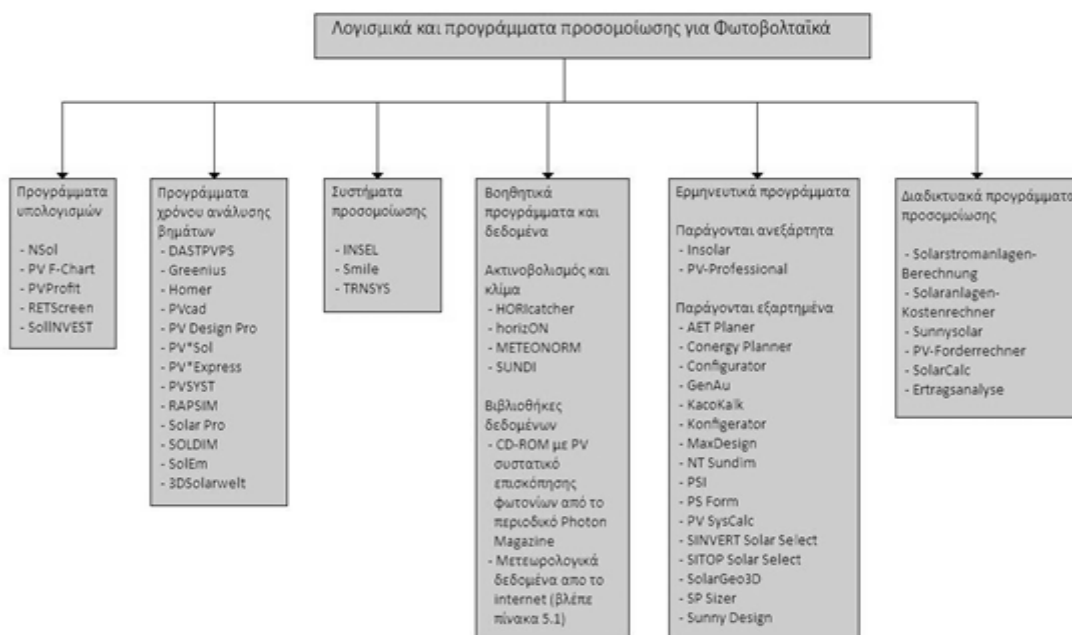 Λογισμικά και προγράμματα προσομοίωσης για Φωτοβολταϊκά
Προγράμματα
υπολογισμών
- NSol
- PV F-Chart
- PVProfit
- RETScreen
- SolINVEST
Προγράμματα
χρόνου ανάλυσης
βημάτων
- DASTPVPS
- Greenius
- Homer
- PVcad
- PV Design Pro
- PV*Sol
- PV*Express
- PVSYST
- RAPSIM
- Solar Pro
- SOLDIM
- SolEm
- 3DSolarwelt
Συστήματα
προσομοίωσης
- INSEL
- Smile
- TRNSYS
Βοηθητικά
προγράμματα και
δεδομένα
Ακτινοβολισμός και
κλίμα
- HORIcatcher
- horizON
- METEONORM
- SUNDI
Βιβλιοθήκες
δεδομένων
- CD-ROM με PV
συστατικό
επισκόπησης
φωτονίων από το
περιοδικό Photon
Magazine
- Μετεωρολογικά
δεδομένα απο το
internet (βλέπε
πίνακα 5.1)
Ερμηνευτικά προγράμματα
Παράγονται ανεξάρτητα
- Insolar
- PV-Professional
Παράγονται εξαρτημένα
- AET Planer
- Conergy Planner
- Configurator
- GenAu
- KacoKalk
- Konfigerator
- MaxDesign
- NT Sundim
- PSI
- PS Form
- PV SysCalc
- SINVERT Solar Select
- SITOP Solar Select
- SolarGeo3D
- SP Sizer
- Sunny Design
Διαδικτυακά προγράμματα
προσομοίωσης
- Solarstromanlagen-
Berechnung
- Solaranlagen-
Kostenrechner
- Sunnysolar
- PV-Forderrechner
- SolarCalc
- Ertragsanalyse